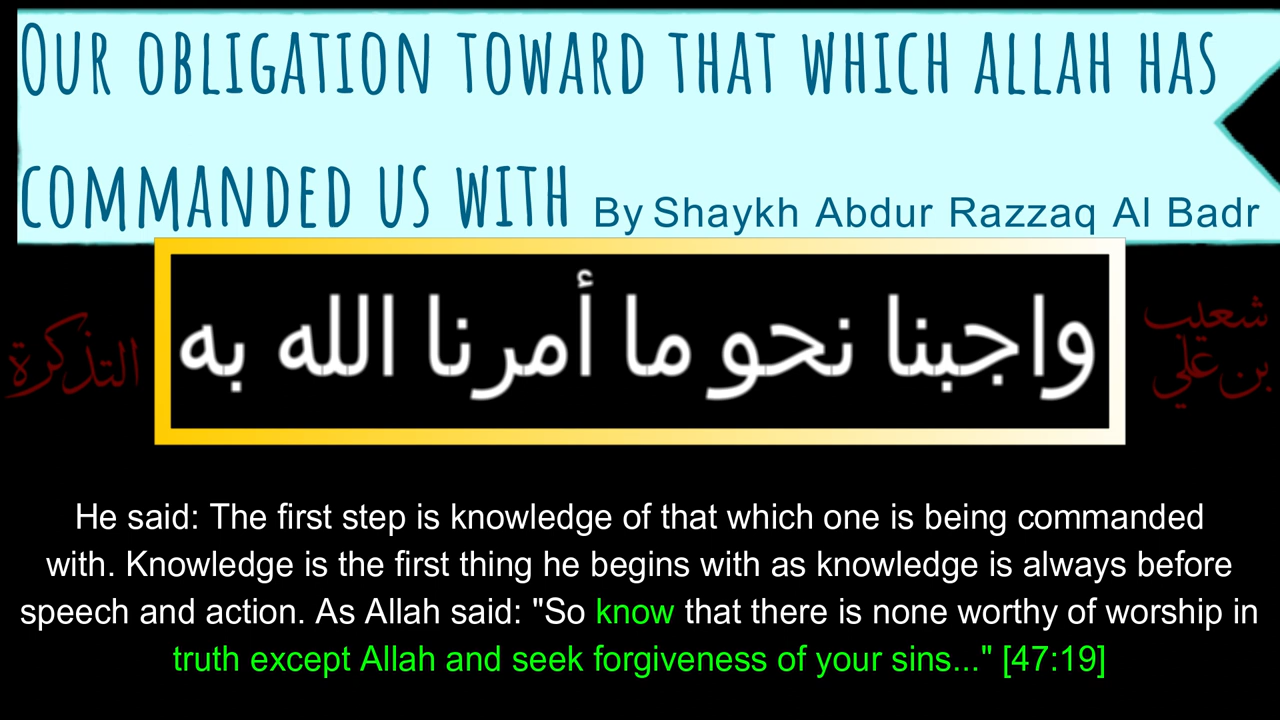 Our obligation toward that which Allah has
commanded us with By Shaykh Abdur Razzaq Al Badr
واجبنا نحو ما أمرنا الله به
شعيب
بن علي
التذكرة
He said: The first step is knowledge of that which one is being commanded
with. Knowledge is the first thing he begins with as knowledge is always before
speech and action. As Allah said: "So know that there is none worthy of worship in
truth except Allah and seek forgiveness of your sins..." [47:19]